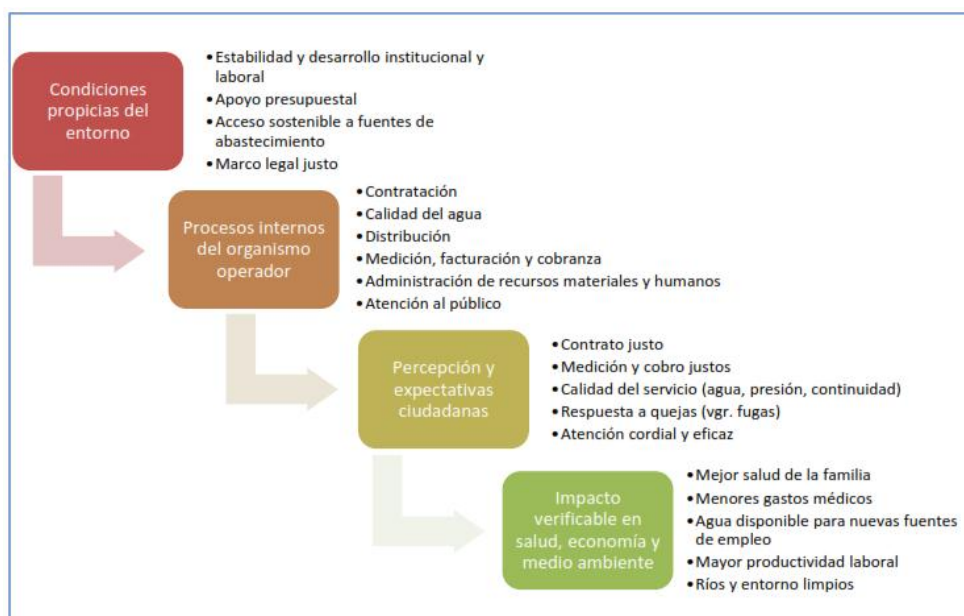 Condiciones
propicias del
entorno
•Estabilidad y desarrollo institucional y
laboral
•Apoyo presupuestal
•Acceso sostenible a fuentes de
abastecimiento
•Marco legal justo
Procesos internos
del organismo
operador
•Contratación
•Calidad del agua
•Distribución
•Medición, facturación y cobranza
•Administración de recursos materiales y humanos
•Atención al público
Percepción y
expectativas
ciudadanas
•Contrato justo
•Medición y cobro justos
•Calidad del servicio (agua, presión, continuidad)
•Respuesta a quejas (vgr. fugas)
•Atención cordial y eficaz
Impacto
verificable en
salud, economía y
medio ambiente
•Mejor salud de la familia
•Menores gastos médicos
•Agua disponible para nuevas fuentes
de empleo
•Mayor productividad laboral
•Ríos y entorno limpios